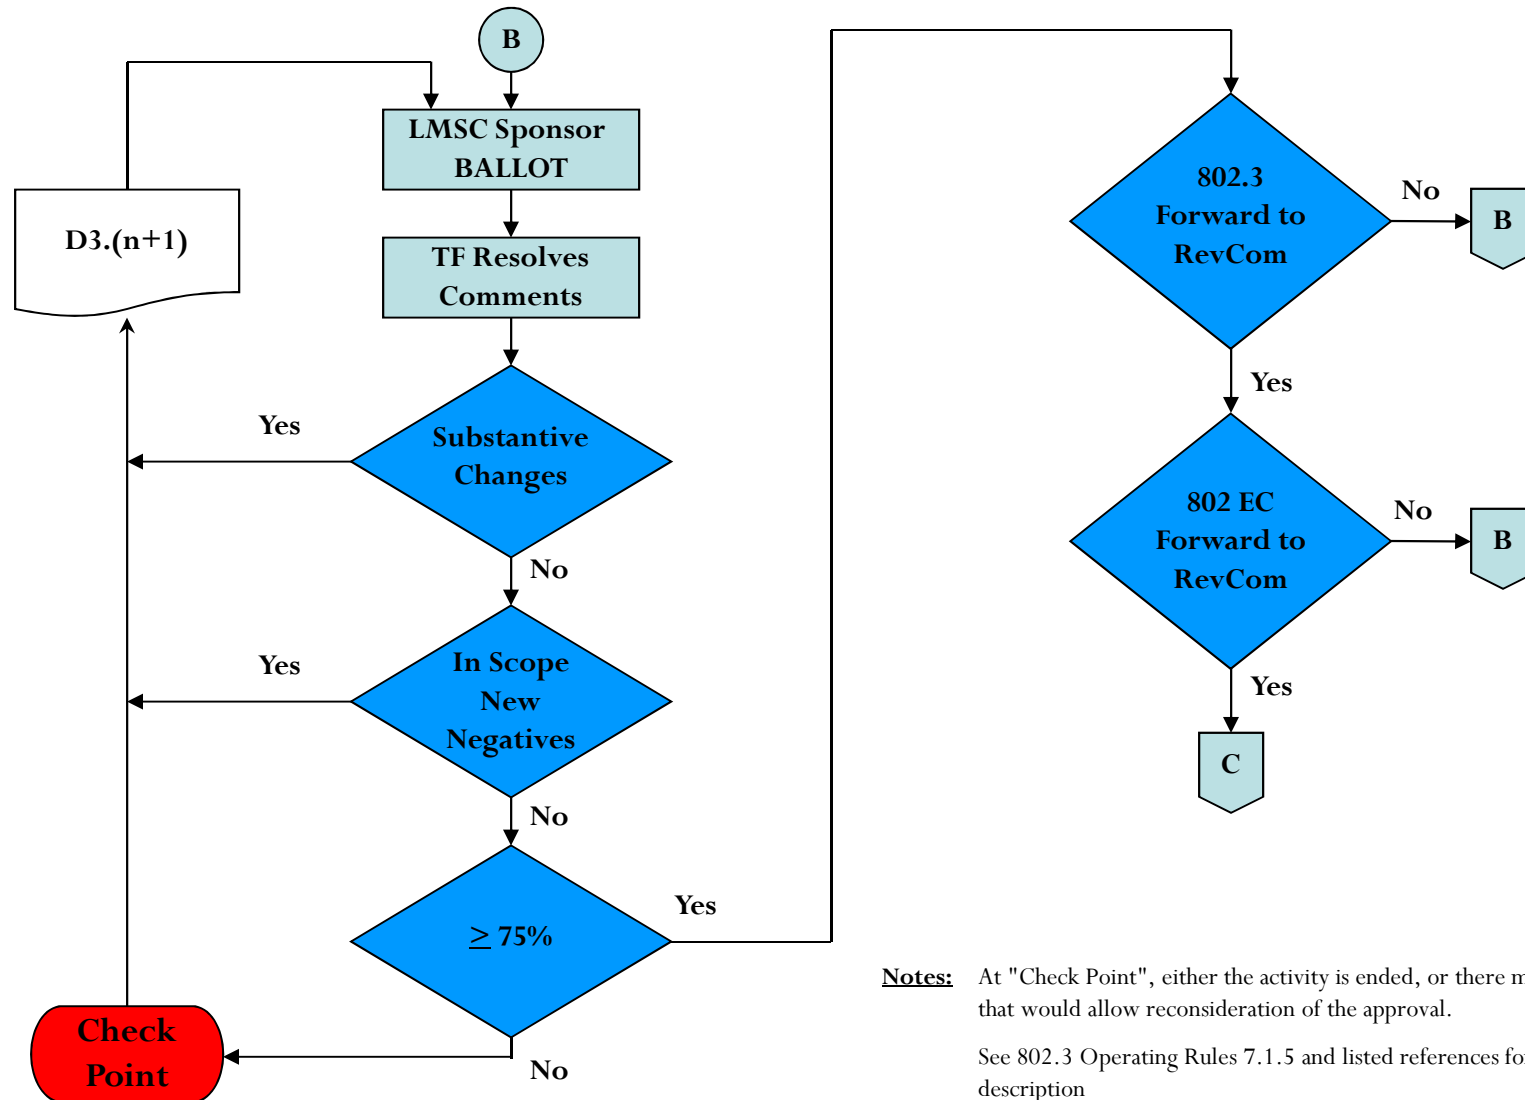 B
LMSC Sponsor
BALLOT
D3.(n+1)
TF Resolves
Comments
Yes
Substantive
Changes
No
Yes
In Scope
New
Negatives
No
≥ 75%
Yes
No
Check
Point
802.3
Forward to
RevCom
No
B
Yes
802 EC
Forward to
RevCom
No
B
Yes
C
Notes: At "Check Point", either the activity is ended, or there
that would allow reconsideration of the approval.
See 802.3 Operating Rules 7.1.5 and listed references
description